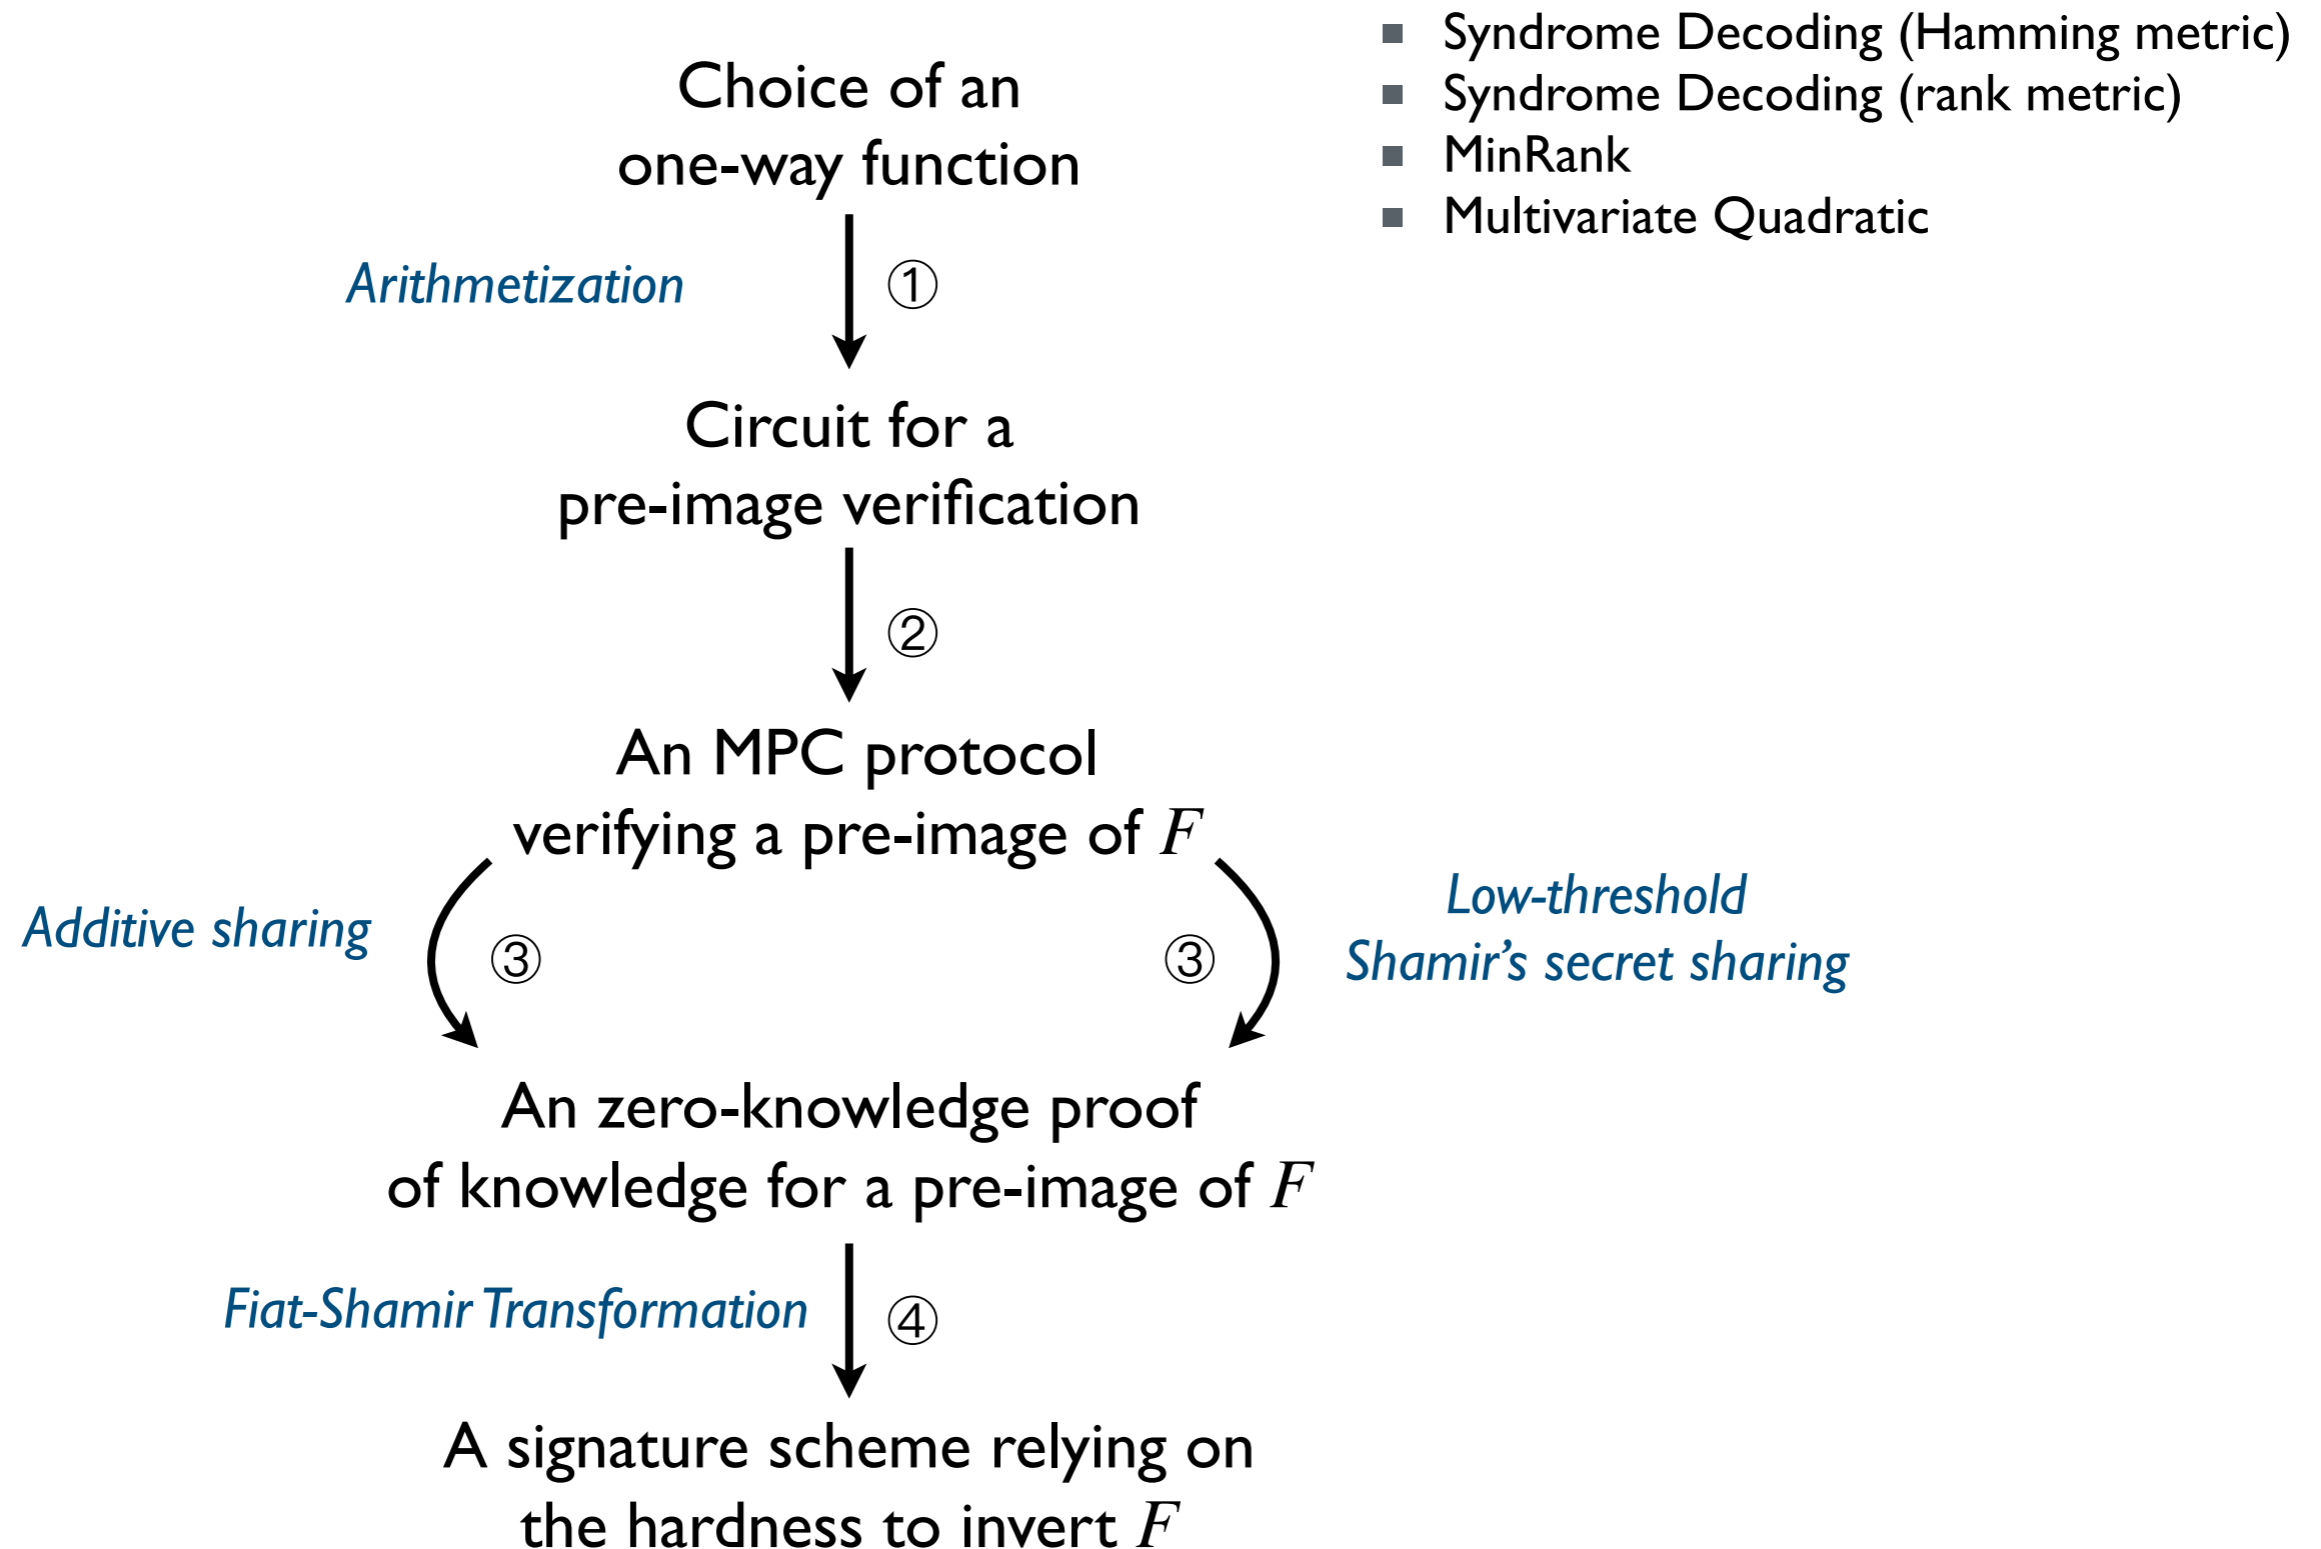 ■ Syndrome Decoding (Hamming metric)
■ Syndrome Decoding (rank metric)
■ MinRank
■ Multivariate Quadratic
Choice of an
one-way function
Arithmetization
①
Circuit for a
pre-image verification
②
An MPC protocol
verifying a pre-image of F
Additive sharing
③
③
Low-threshold
Shamir’s secret sharing
An zero-knowledge proof
of knowledge for a pre-image of F
Fiat-Shamir Transformation
④
A signature scheme relying on
the hardness to invert F